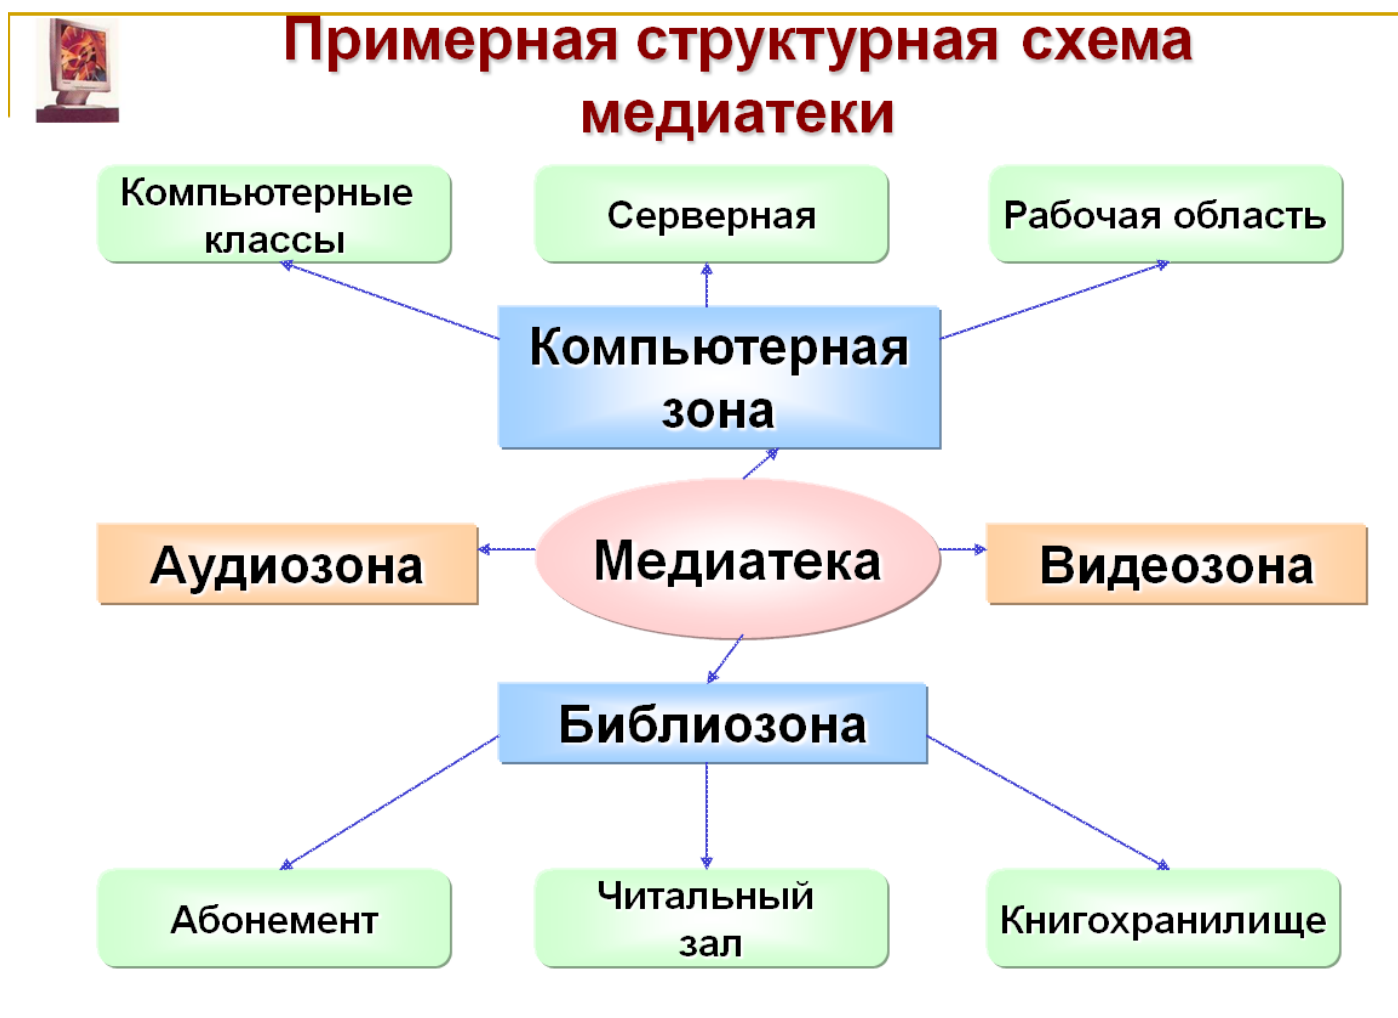 Примерная структурная схема
медиатеки
Компьютерные
классы
Серверная
Рабочая область
Компьютерная
зона
Аудиозона
Медиатека
Видеозона
Библиозона
Абонемент
Читальный
зал
Книгохранилище